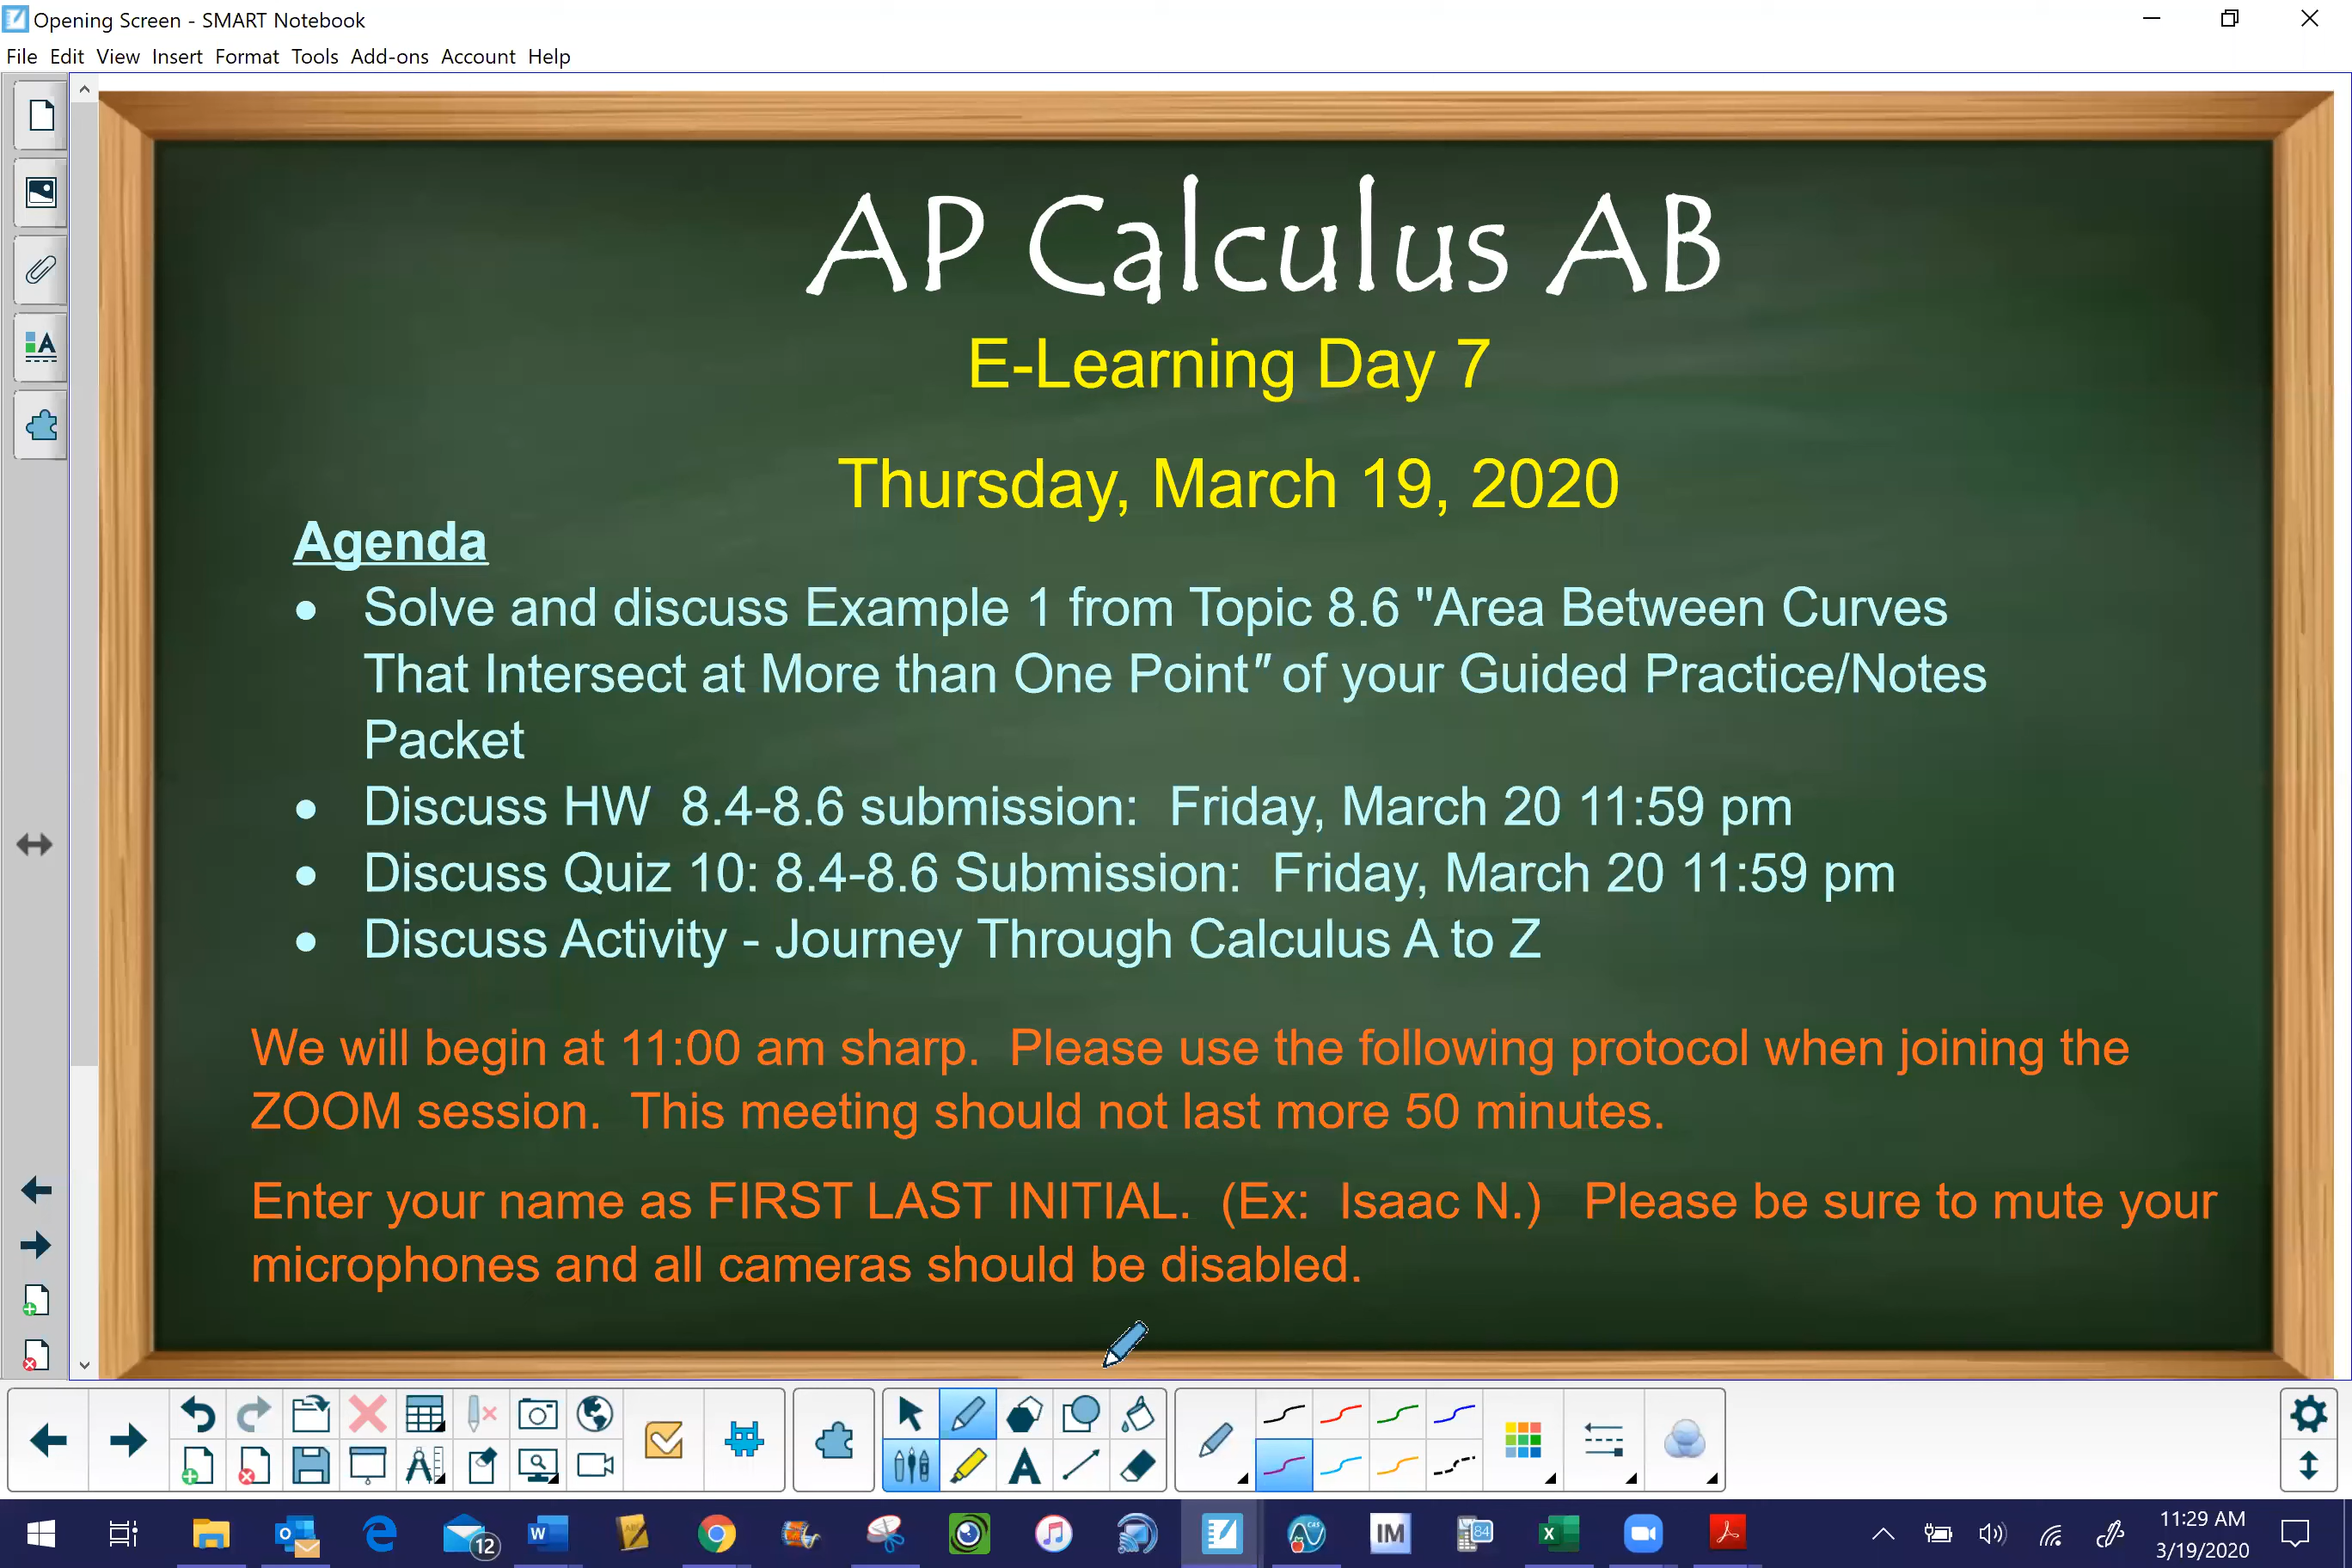 Opening Screen - SMART Notebook
File Edit View Insert Format Tools Add-ons Account Help
AP Calculus AB
E-Learning Day 7
Thursday, March 19, 2020
Agenda
• Solve and discuss Example 1 from Topic 8.6 "Area Between Curves
That Intersect at More than One Point" of your Guided Practice/Notes
Packet
• Discuss HW 8.4-8.6 submission: Friday, March 20 11:59 pm
• Discuss Quiz 10: 8.4-8.6 Submission: Friday, March 20 11:59 pm
• Discuss Activity - Journey Through Calculus A to Z
We will begin at 11:00 am sharp. Please use the following protocol when joining the
ZOOM session. This meeting should not last more 50 minutes.
Enter your name as FIRST LAST INITIAL. (Ex: Isaac N.) Please be sure to mute your
microphones and all cameras should be disabled.
12
IM
84
CAS
11:29 AM
3/19/2020